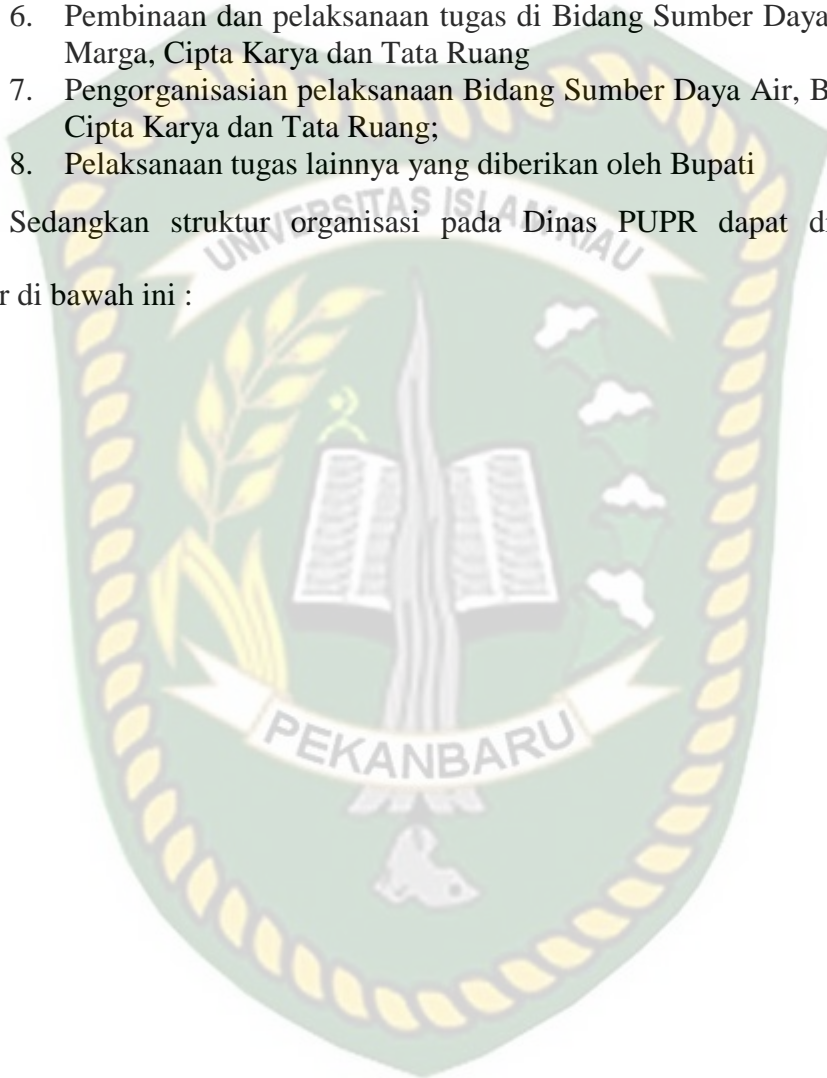 6. Pembinaan dan pelaksanaan tugas di Bidang Sumber Daya
Marga, Cipta Karya dan Tata Ruang
7. Pengorganisasian pelaksanaan Bidang Sumber Daya Air, B
Cipta Karya dan Tata Ruang;
8. Pelaksanaan tugas lainnya yang diberikan oleh Bupati
UNIVERSITAS ISLAM RIAU
Sedangkan struktur organisasi pada Dinas PUPR dapat di
r di bawah ini :
PEKANBARU